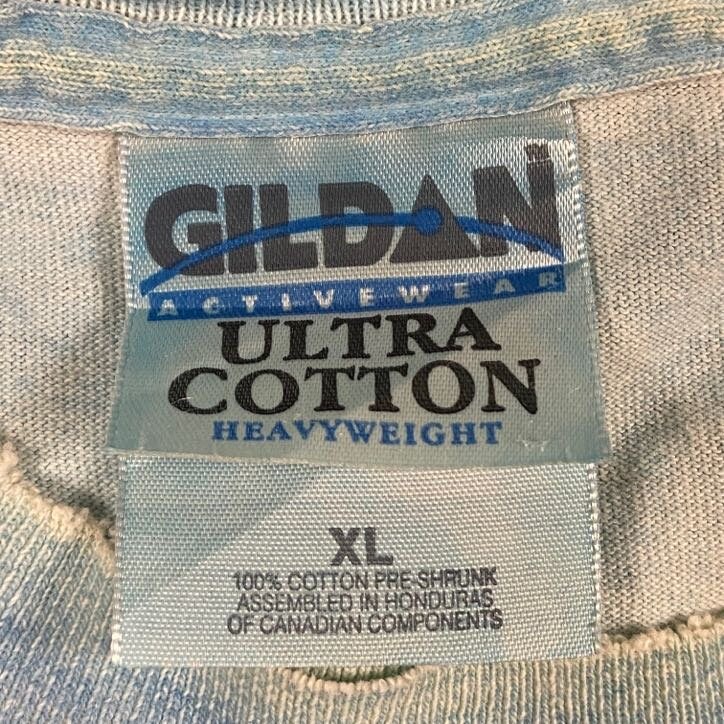 GILDAN
ACTIVEWEAR
ULTRA
COTTON
HEAVYWEIGHT
XL
100% COTTON PRE-SHRUNK
ASSEMBLED IN HONDURAS
OF CANADIAN COMPONENTS